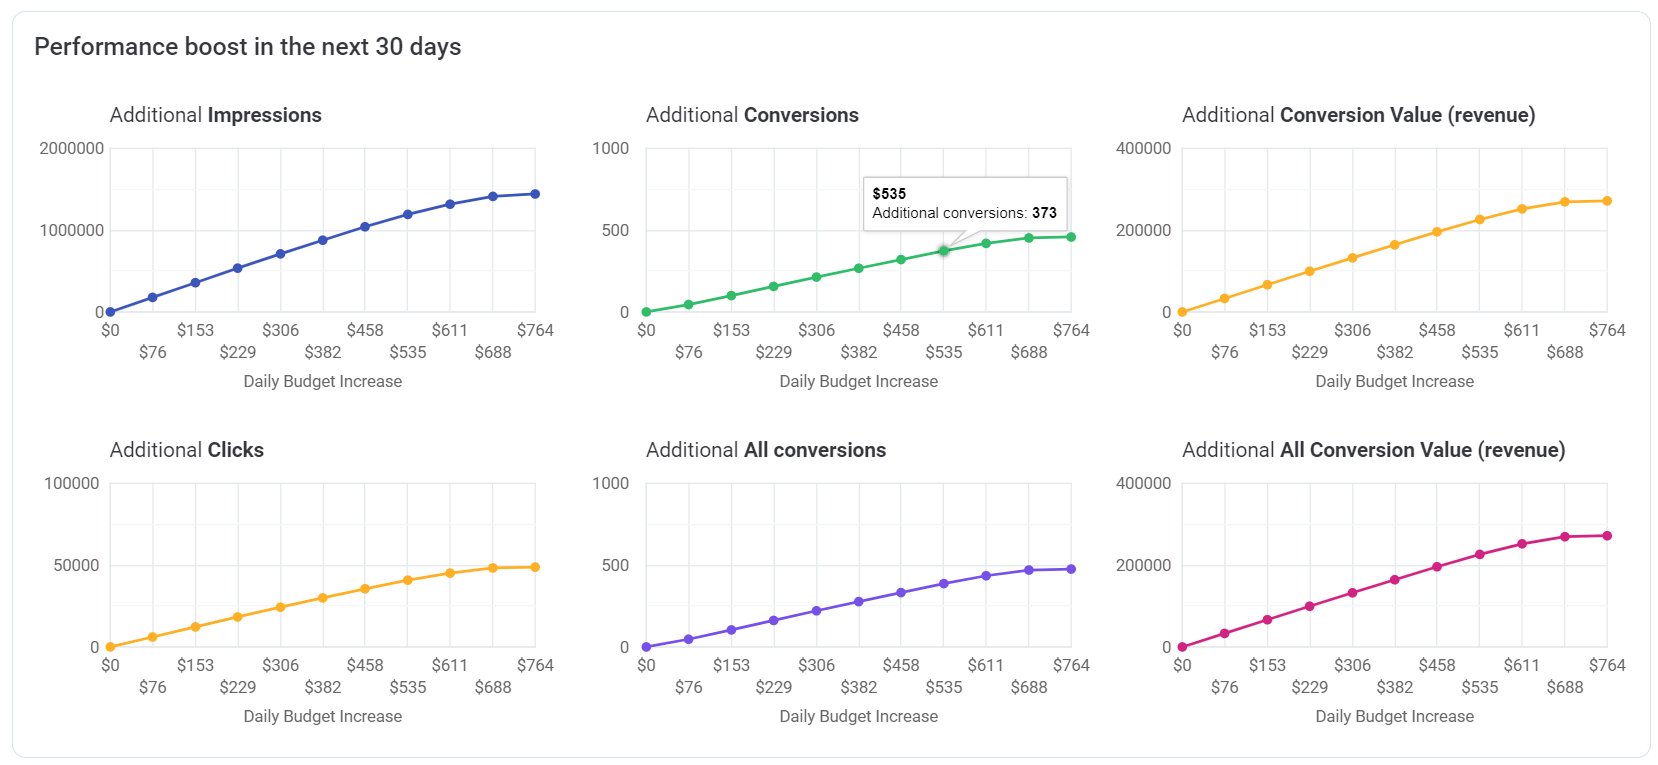 Performance boost in the next 30 days
Additional Impressions
2000000
1000000
0
$0 $153 $306 $458 $611 $764
$76 $229 $382 $535 $688
Daily Budget Increase
Additional Conversions
1000
500
0
$535
Additional conversions: 373
$0 $153 $306 $458 $611 $764
$76 $229 $382 $535 $688
Daily Budget Increase
Additional Conversion Value (revenue)
400000
200000
0
$0 $153 $306 $458 $611 $764
$76 $229 $382 $535 $688
Daily Budget Increase
Additional Clicks
100000
50000
0
$0 $153 $306 $458 $611 $764
$76 $229 $382 $535 $688
Daily Budget Increase
Additional All conversions
1000
500
0
$0 $153 $306 $458 $611 $764
$76 $229 $382 $535 $688
Daily Budget Increase
Additional All Conversion Value (revenue)
400000
200000
0
$0 $153 $306 $458 $611 $764
$76 $229 $382 $535 $688
Daily Budget Increase